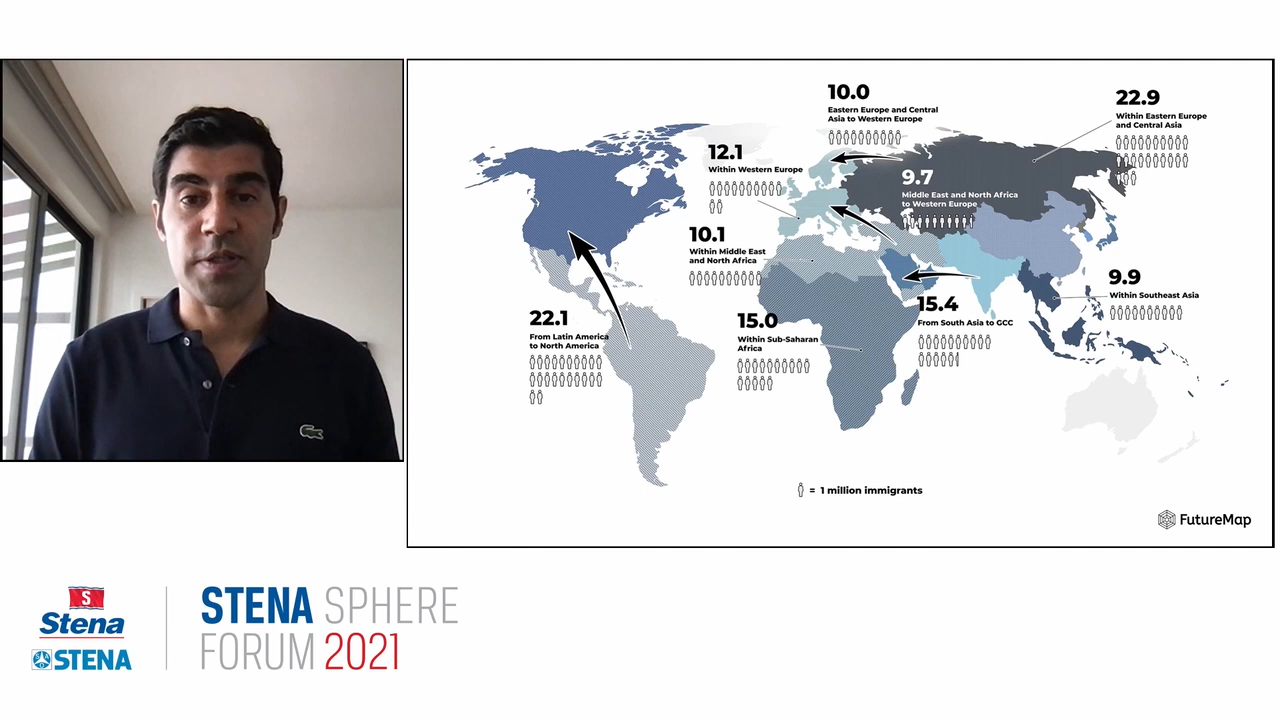 10.0
Eastern Europe and Central
Asia to Western Europe
22.9
Within Eastern Europe
and Central Asia
12.1
Within Western Europe
9.7
Middle East and North Africa
to Western Europe
10.1
Within Middle East
and North Africa
9.9
Within Southeast Asia
15.4
From South Asia to GCC
22.1
From Latin America
to North America
15.0
Within Sub-Saharan
Africa
= 1 million immigrants
FutureMap
S
Stena
STENA
STENA SPHERE
FORUM 2021